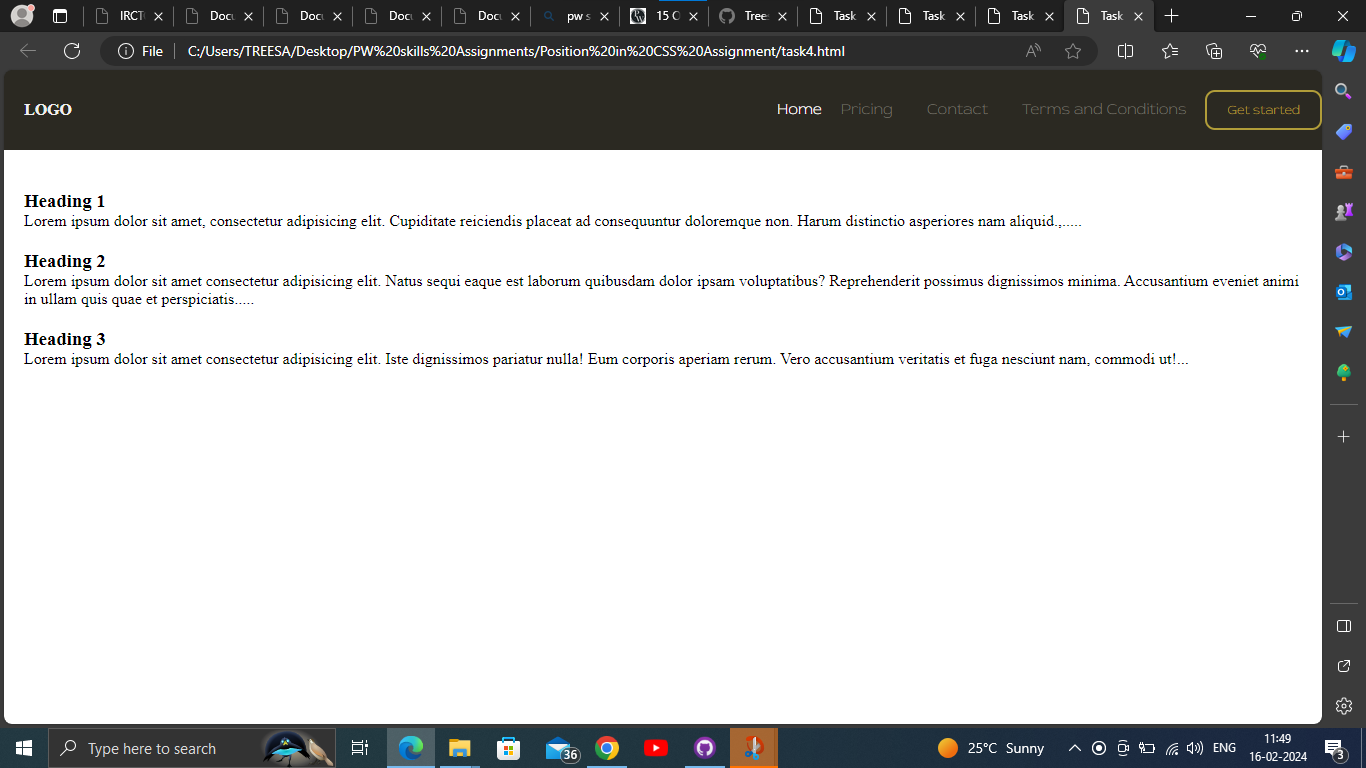 IRCT
Docu
Docu
Docu
Docu
pw s
15 O
Trees
Task
Task
Task
Task
File
C:/Users/TREESA/Desktop/PW%20skills%20Assignments/Position%20in%20CSS%20Assignment/task4.html
LOGO
Home
Pricing
Contact
Terms and Conditions
Get started
Heading 1
Lorem ipsum dolor sit amet, consectetur adipisicing elit. Cupiditate reiciendis placeat ad consequuntur doloremque non. Harum distinctio asperiores nam aliquid.,.....
Heading 2
Lorem ipsum dolor sit amet consectetur adipisicing elit. Natus sequi eaque est laborum quibusdam dolor ipsam voluptatibus? Reprehenderit possimus dignissimos minima. Accusantium eveniet animi
in ullam quis quae et perspiciatis.....
Heading 3
Lorem ipsum dolor sit amet consectetur adipisicing elit. Iste dignissimos pariatur nulla! Eum corporis aperiam rerum. Vero accusantium veritatis et fuga nesciunt nam, commodi ut!...
Type here to search
36
25°C Sunny
ENG
11:49
16-02-2024
3